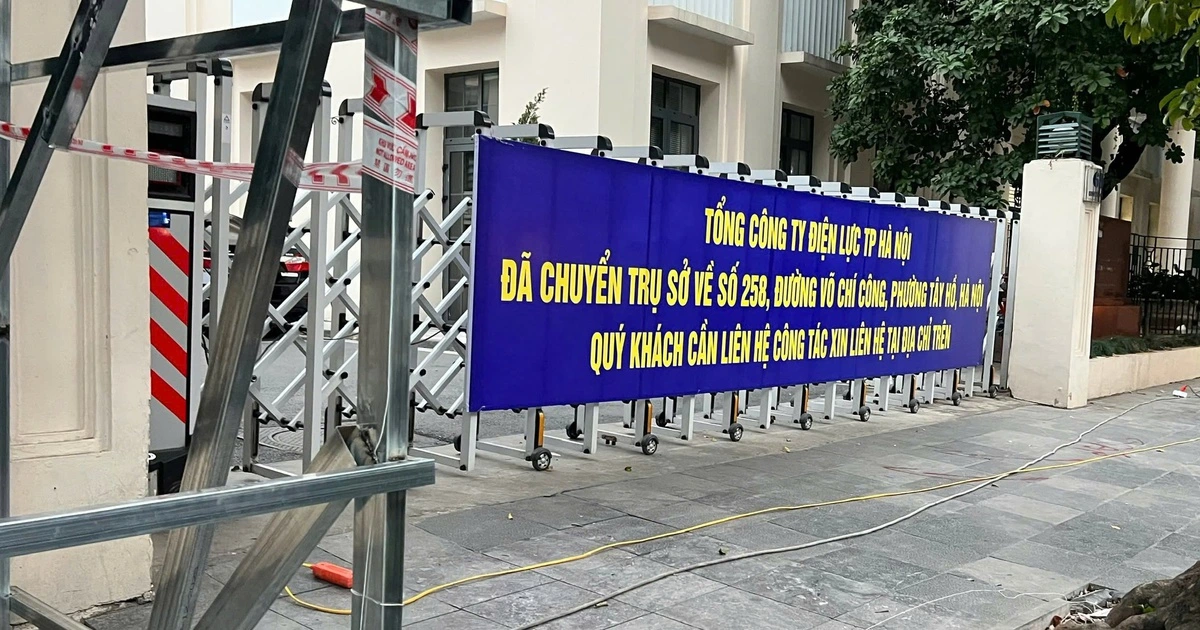 TỔNG CÔNG TY ĐIỆN LỰC TP HÀ NỘI
ĐÃ CHUYỂN TRỤ SỞ VỀ SỐ 258, ĐƯỜNG VÕ CHÍ CÔNG, PHƯỜNG TÂY HỒ, HÀ NỘI
QUÝ KHÁCH CẦN LIÊN HỆ CÔNG TÁC XIN LIÊN HỆ TẠI ĐỊA CHỈ TRÊN